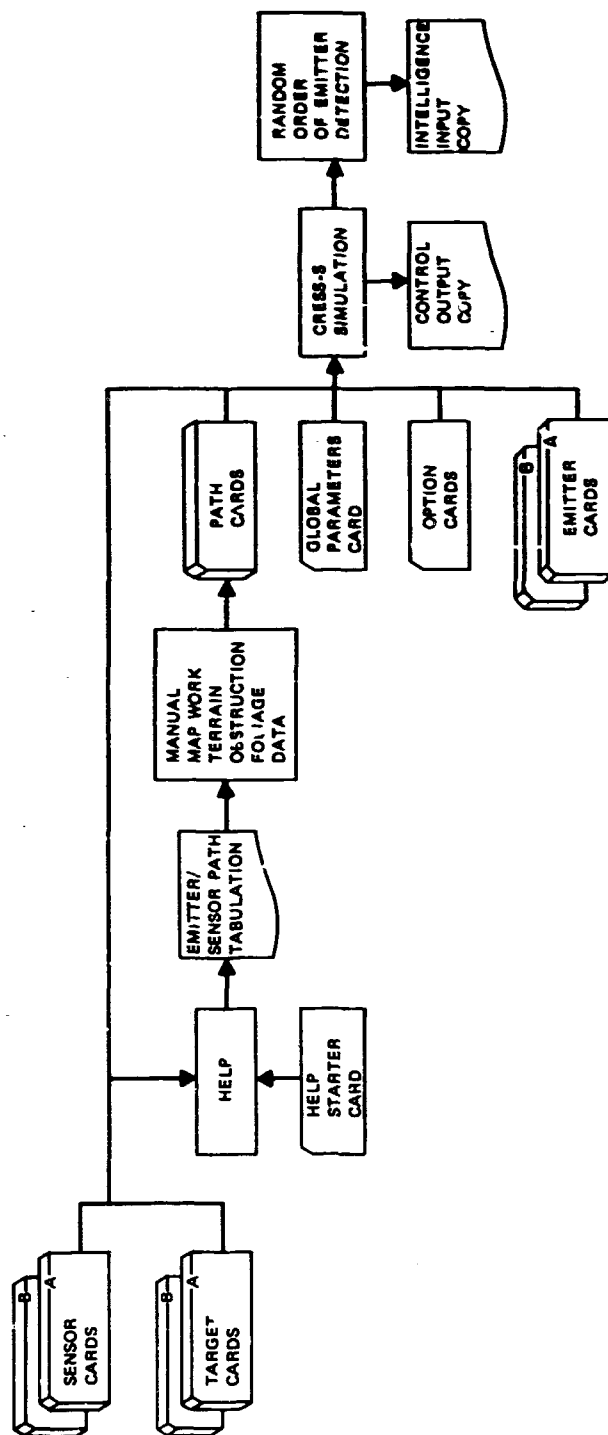 B
A
SENSOR
CARDS
B
A
TARGET
CARDS
HELP
HELP
STARTER
CARD
EMITTER/
SENSOR PATH
TABULATION
MANUAL
MAP WORK
TERRAIN
OBSTRUCTION
FOLIAGE
DATA
PATH
CARDS
GLOBAL
PARAMETERS
CARD
OPTION
CARDS
B
A
EMITTER
CARDS
CRESS-S
SIMULATION
CONTROL
OUTPUT
COPY
RANDOM
ORDER
OF EMITTER
DETECTION
INTELLIGENCE
INPUT
COPY